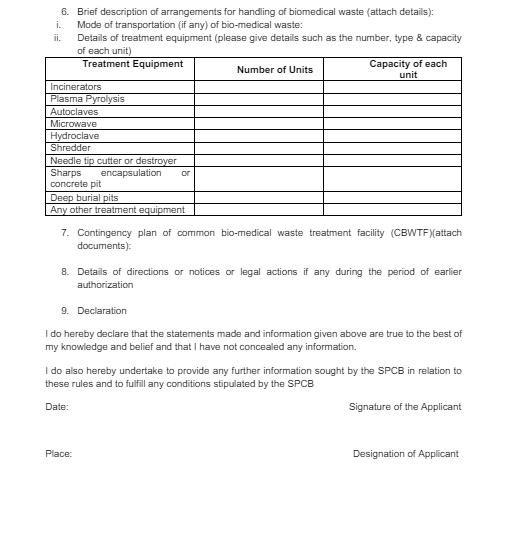 6. Brief description of arrangements for handling of biomedical waste (attach details):
i. Mode of transportation (if any) of bio-medical waste:
ii. Details of treatment equipment (please give details such as the number, type & capacity
of each unit)
Treatment Equipment Number of Units Capacity of each
unit
Incinerators
Plasma Pyrolysis
Autoclaves
Microwave
Hydroclave
Shredder
Needle tip cutter or destroyer
Sharps encapsulation or
concrete pit
Deep burial pits
Any other treatment equipment
7. Contingency plan of common bio-medical waste treatment facility (CBWTF)(attach
documents):
8. Details of directions or notices or legal actions if any during the period of earlier
authorization
9. Declaration
I do hereby declare that the statements made and information given above are true to the best of
my knowledge and belief and that I have not concealed any information.
I do also hereby undertake to provide any further information sought by the SPCB in relation to
these rules and to fulfill any conditions stipulated by the SPCB
Date: Signature of the Applicant
Place: Designation of Applicant